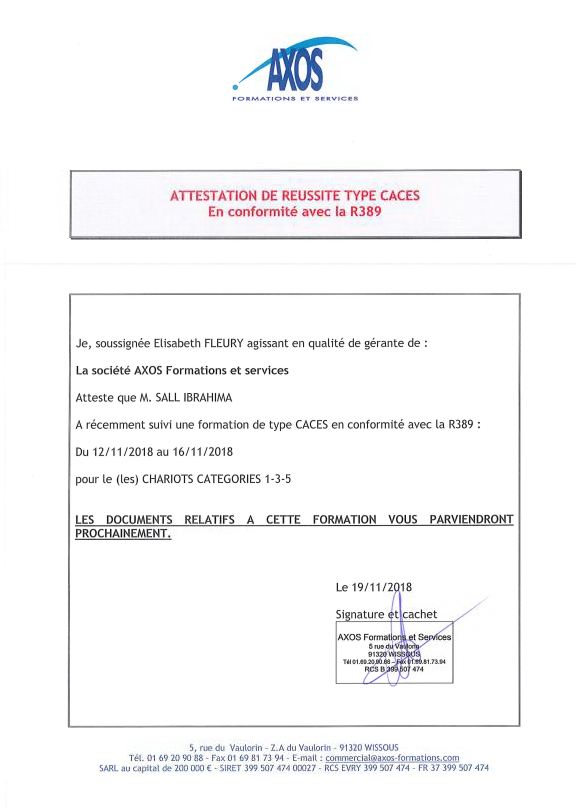 AXOS
FORMATIONS ET SERVICES
ATTESTATION DE REUSSITE TYPE CACES
En conformité avec la R389
Je, soussignée Elisabeth FLEURY agissant en qualité de gérante de :
La société AXOS Formations et services
Atteste que M. SALL IBRAHIMA
A récemment suivi une formation de type CACES en conformité avec la R389 :
Du 12/11/2018 au 16/11/2018
pour le (les) CHARIOTS CATEGORIES 1-3-5
LES DOCUMENTS RELATIFS A CETTE FORMATION VOUS PARVIENDRONT
PROCHAINEMENT.
Le 19/11/2018
Signature et cachet
AXOS Formations et Services
5 rue du Vaulorin
91320 WISSOUS
Tél 01.69.20.90.88 - Fax 01.69.81.73.94
RCS B 399 507 474
5, rue du Vaulorin - Z.A du Vaulorin - 91320 WISSOUS
Tél. 01 69 20 90 88 - Fax 01 69 81 73 94 - E-mail : commercial@axos-formations.com
SARL au capital de 200 000 € - SIRET 399 507 474 00027 - RCS EVRY 399 507 474 - FR 37 399 507 474